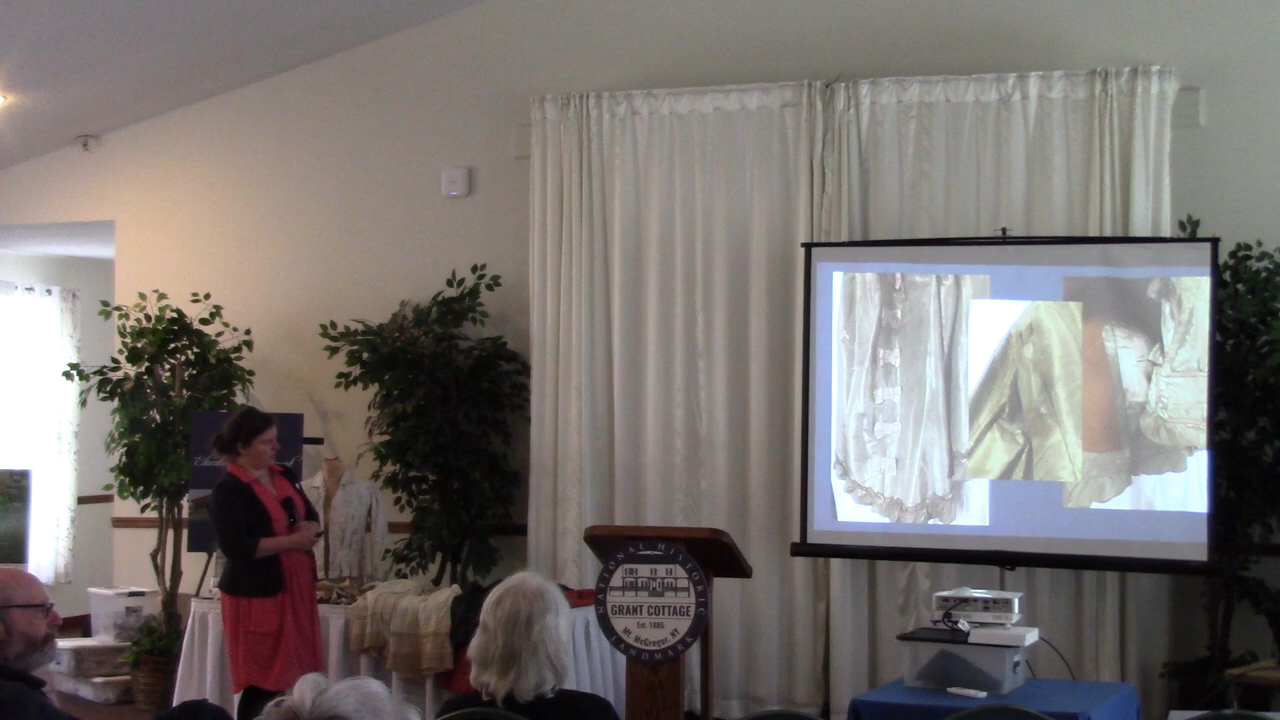 NATIONAL HISTORIC
GRANT COTTAGE
Est. 1885
Mt. McGregor, NY
LANDMARK